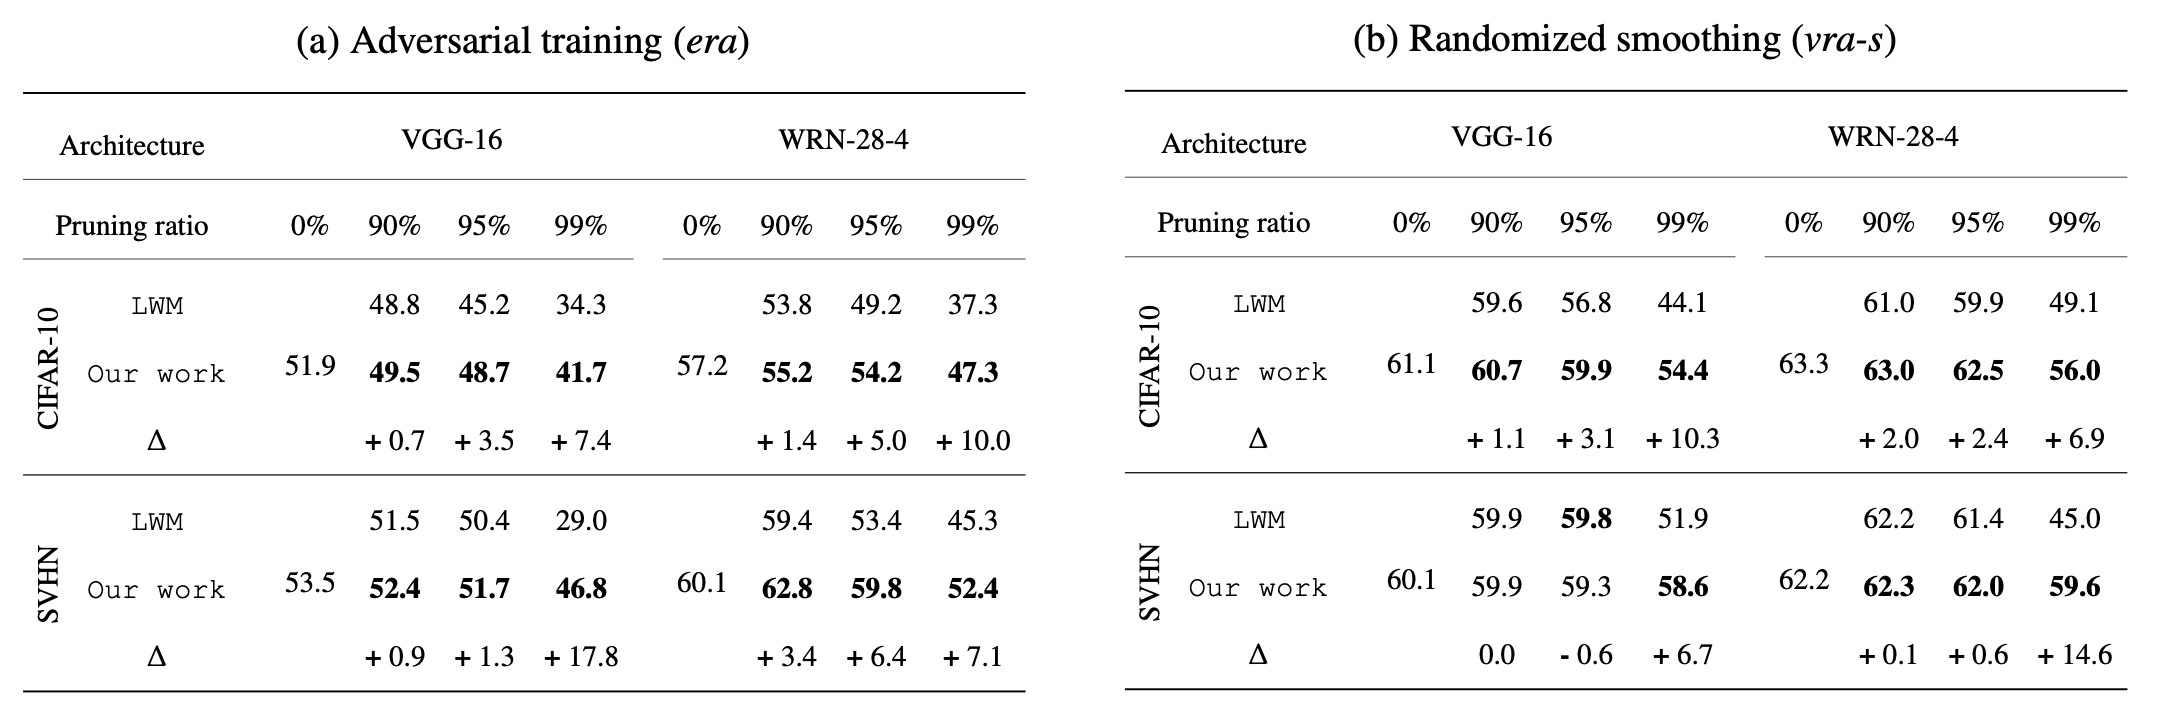 (a) Adversarial training (era)
Architecture VGG-16 WRN-28-4
Pruning ratio 0% 90% 95% 99% 0% 90% 95% 99%
CIFAR-10
LWM 48.8 45.2 34.3 53.8 49.2 37.3
Our work 51.9 49.5 48.7 41.7 57.2 55.2 54.2 47.3
Δ + 0.7 + 3.5 + 7.4 + 1.4 + 5.0 + 10.0
SVHN
LWM 51.5 50.4 29.0 59.4 53.4 45.3
Our work 53.5 52.4 51.7 46.8 60.1 62.8 59.8 52.4
Δ + 0.9 + 1.3 + 17.8 + 3.4 + 6.4 + 7.1
(b) Randomized smoothing (vra-s)
Architecture VGG-16 WRN-28-4
Pruning ratio 0% 90% 95% 99% 0% 90% 95% 99%
CIFAR-10
LWM 59.6 56.8 44.1 61.0 59.9 49.1
Our work 61.1 60.7 59.9 54.4 63.3 63.0 62.5 56.0
Δ + 1.1 + 3.1 + 10.3 + 2.0 + 2.4 + 6.9
SVHN
LWM 59.9 59.8 51.9 62.2 61.4 45.0
Our work 60.1 59.9 59.3 58.6 62.2 62.3 62.0 59.6
Δ 0.0 - 0.6 + 6.7 + 0.1 + 0.6 + 14.6